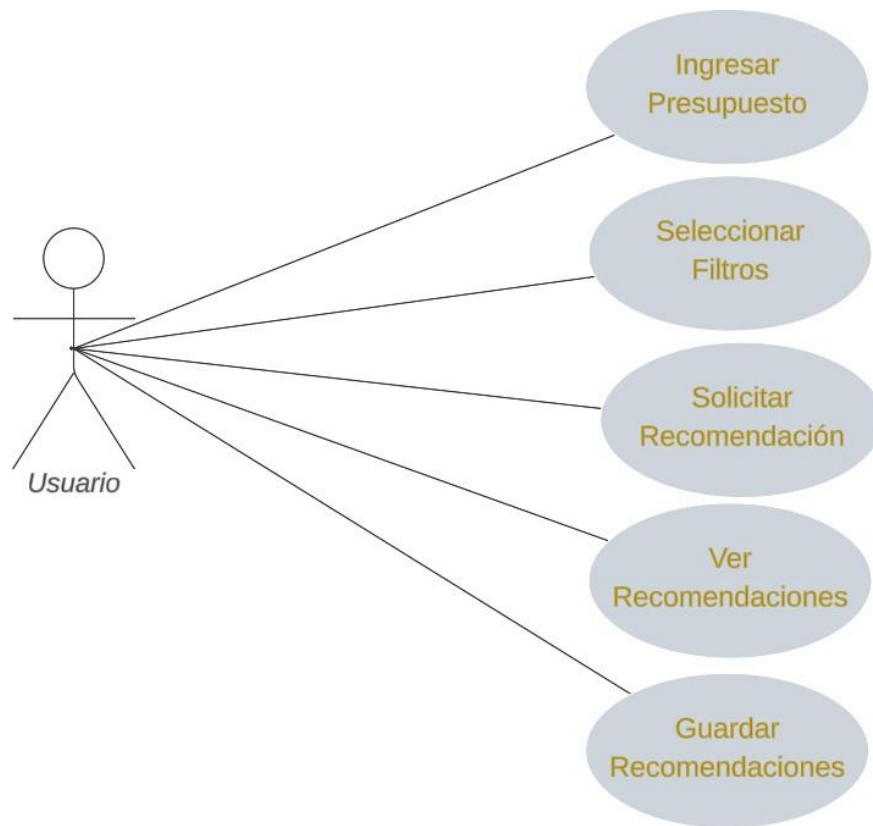 Ingresar
Presupuesto
Seleccionar
Filtros
Solicitar
Recomendación
Usuario
Ver
Recomendaciones
Guardar
Recomendaciones